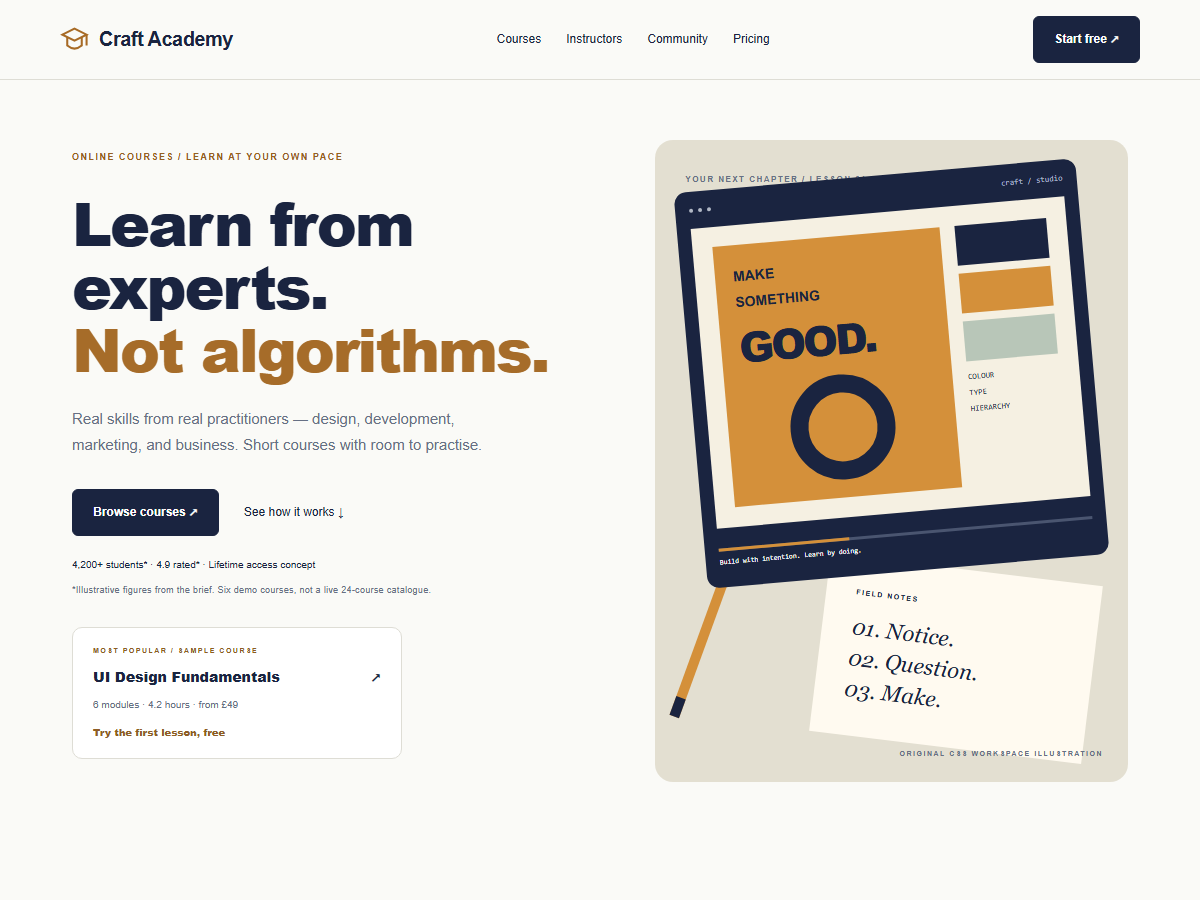 Craft Academy
Courses Instructors Community Pricing
Start free ↗
ONLINE COURSES / LEARN AT YOUR OWN PACE
Learn from
experts.
Not algorithms.
Real skills from real practitioners — design, development,
marketing, and business. Short courses with room to practise.
Browse courses ↗
See how it works ↓
4,200+ students* · 4.9 rated* · Lifetime access concept
*Illustrative figures from the brief. Six demo courses, not a live 24-course catalogue.
MOST POPULAR / SAMPLE COURSE
UI Design Fundamentals ↗
6 modules · 4.2 hours · from £49
Try the first lesson, free
YOUR NEXT CHAPTER / LESSON
craft / studio
MAKE
SOMETHING
GOOD.
COLOUR
TYPE
HIERARCHY
Build with intention. Learn by doing.
FIELD NOTES
01. Notice.
02. Question.
03. Make.
ORIGINAL CSS WORKSPACE ILLUSTRATION